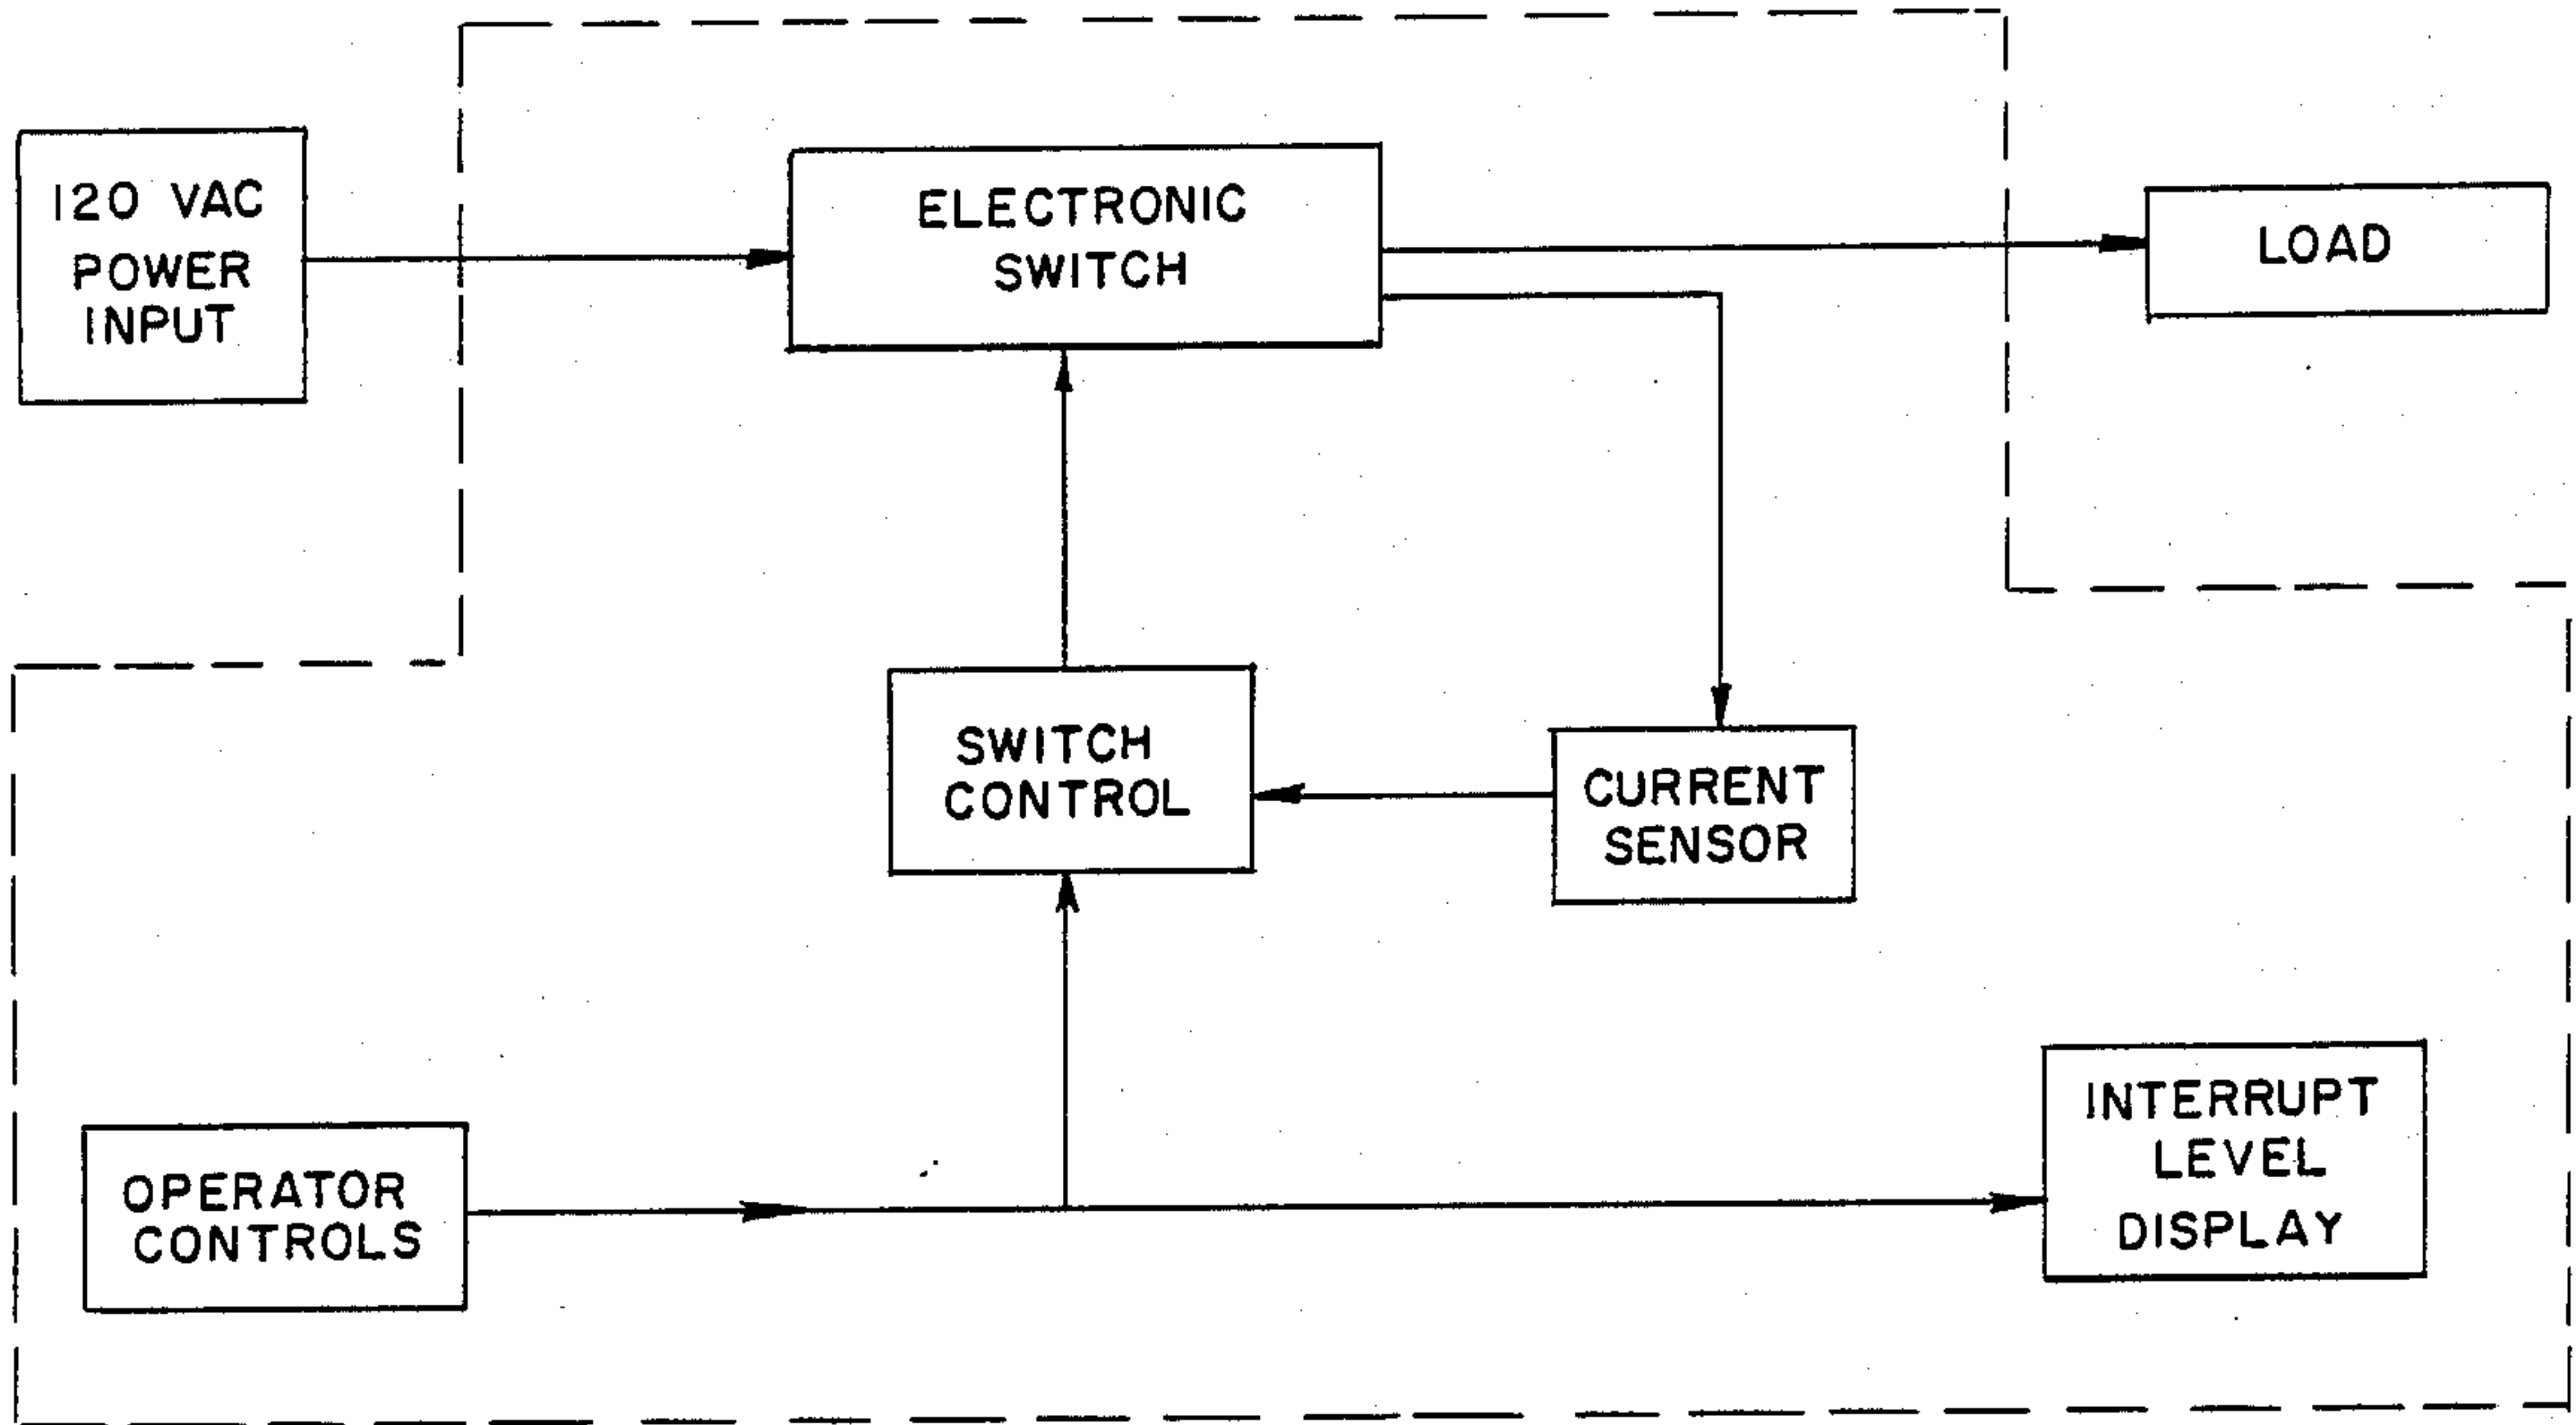 120 VAC
POWER
INPUT
ELECTRONIC
SWITCH
LOAD
SWITCH
CONTROL
CURRENT
SENSOR
OPERATOR
CONTROLS
INTERRUPT
LEVEL
DISPLAY